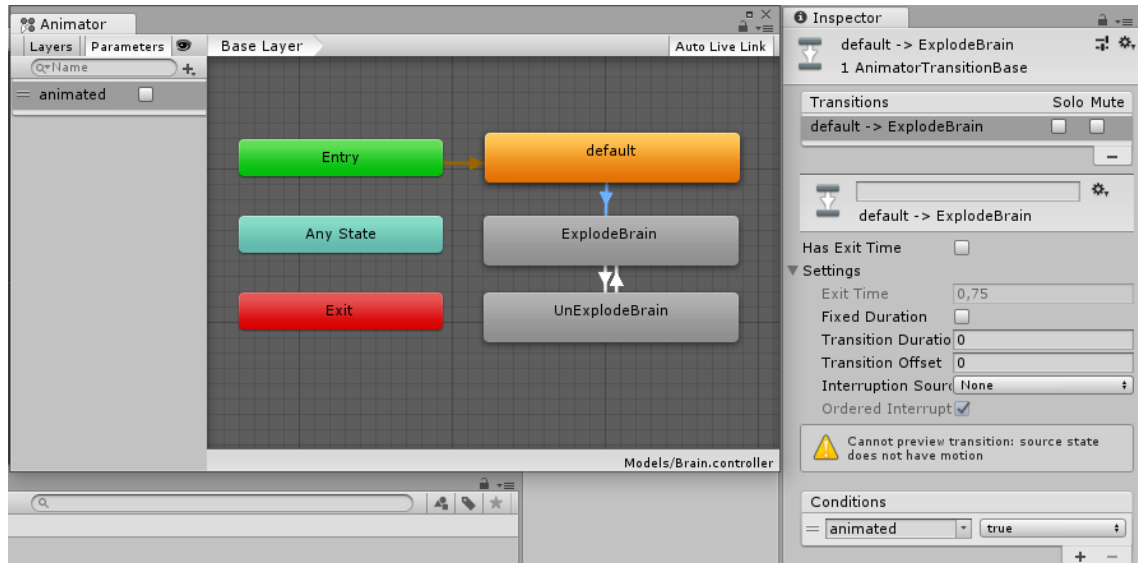 Animator
Layers Parameters
Base Layer
Auto Live Link
Name
animated
Entry
default
Any State
ExplodeBrain
Exit
UnExplodeBrain
Models/Brain.controller
Inspector
default -> ExplodeBrain
1 AnimatorTransitionBase
Transitions Solo Mute
default -> ExplodeBrain
default -> ExplodeBrain
Has Exit Time
Settings
Exit Time 0,75
Fixed Duration
Transition Duratio 0
Transition Offset 0
Interruption Sour None
Ordered Interrupt
Cannot preview transition: source state
does not have motion
Conditions
= animated true
+ −